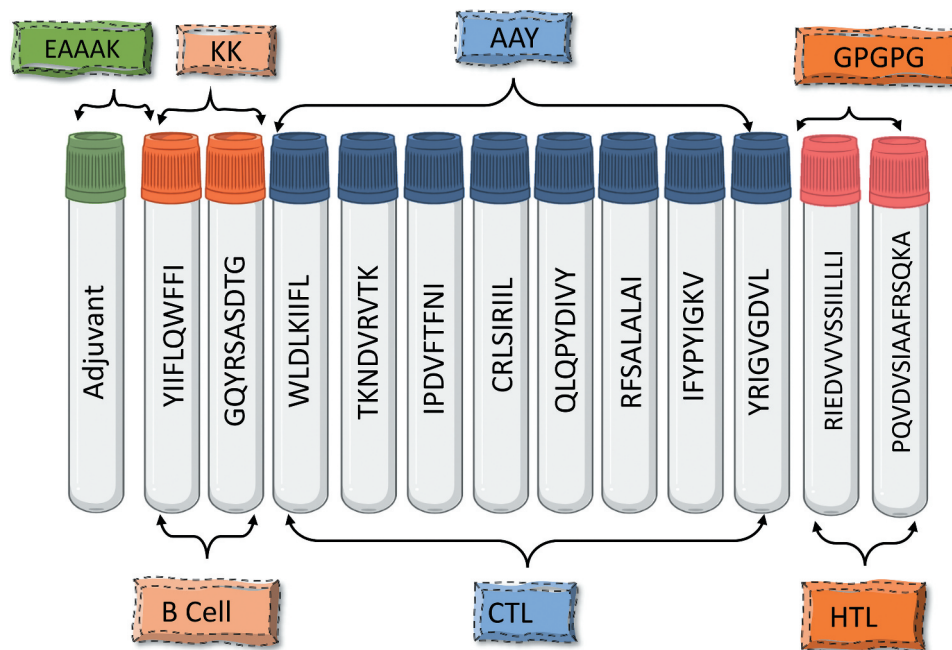 EAAAK
KK
AAY
GPGPG
Adjuvant
YIIFLQWFFI
GQYRSASDTG
WLDLKIIFL
TKNDVRVTK
IPDVFTFNI
CRLSIRIIL
QLQPYDIVY
RFSALALAI
IFYPYIGKV
YRIGVGDVL
RIEDVVVSSIILLLI
PQVDVSIAAFRSQKA
B Cell
CTL
HTL